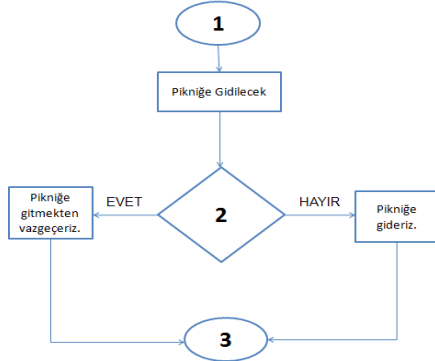 1
Pikniğe Gidilecek
2
EVET
HAYIR
Pikniğe
gitmekten
vazgeçeriz.
Pikniğe
gideriz.
3